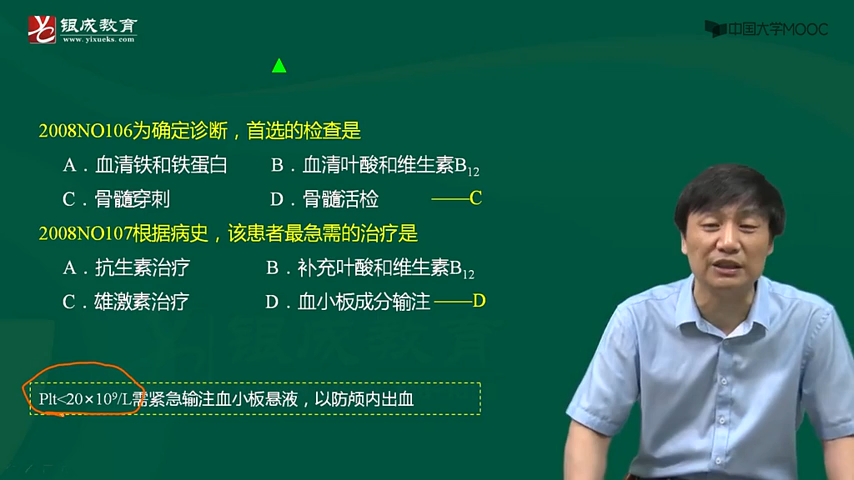 银成教育
www.yixueks.com
中国大学MOOC
2008NO106为确定诊断，首选的检查是
A．血清铁和铁蛋白 B．血清叶酸和维生素B12
C．骨髓穿刺 D．骨髓活检 ——C
2008NO107根据病史，该患者最急需的治疗是
A．抗生素治疗 B．补充叶酸和维生素B12
C．雄激素治疗 D．血小板成分输注 ——D
银成教育
Plt<20×10⁹/L需紧急输注血小板悬液，以防颅内出血